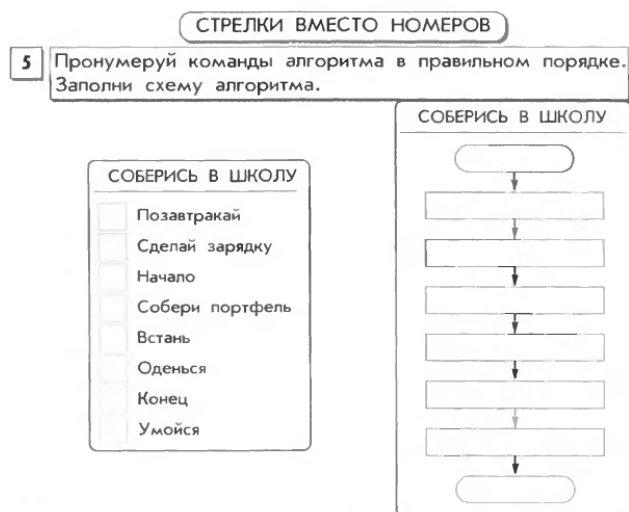 СТРЕЛКИ ВМЕСТО НОМЕРОВ
5 Пронумеруй команды алгоритма в правильном порядке.
Заполни схему алгоритма.
СОБЕРИСЬ В ШКОЛУ
Позавтракай
Сделай зарядку
Начало
Собери портфель
Встань
Оденься
Конец
Умойся
СОБЕРИСЬ В ШКОЛУ